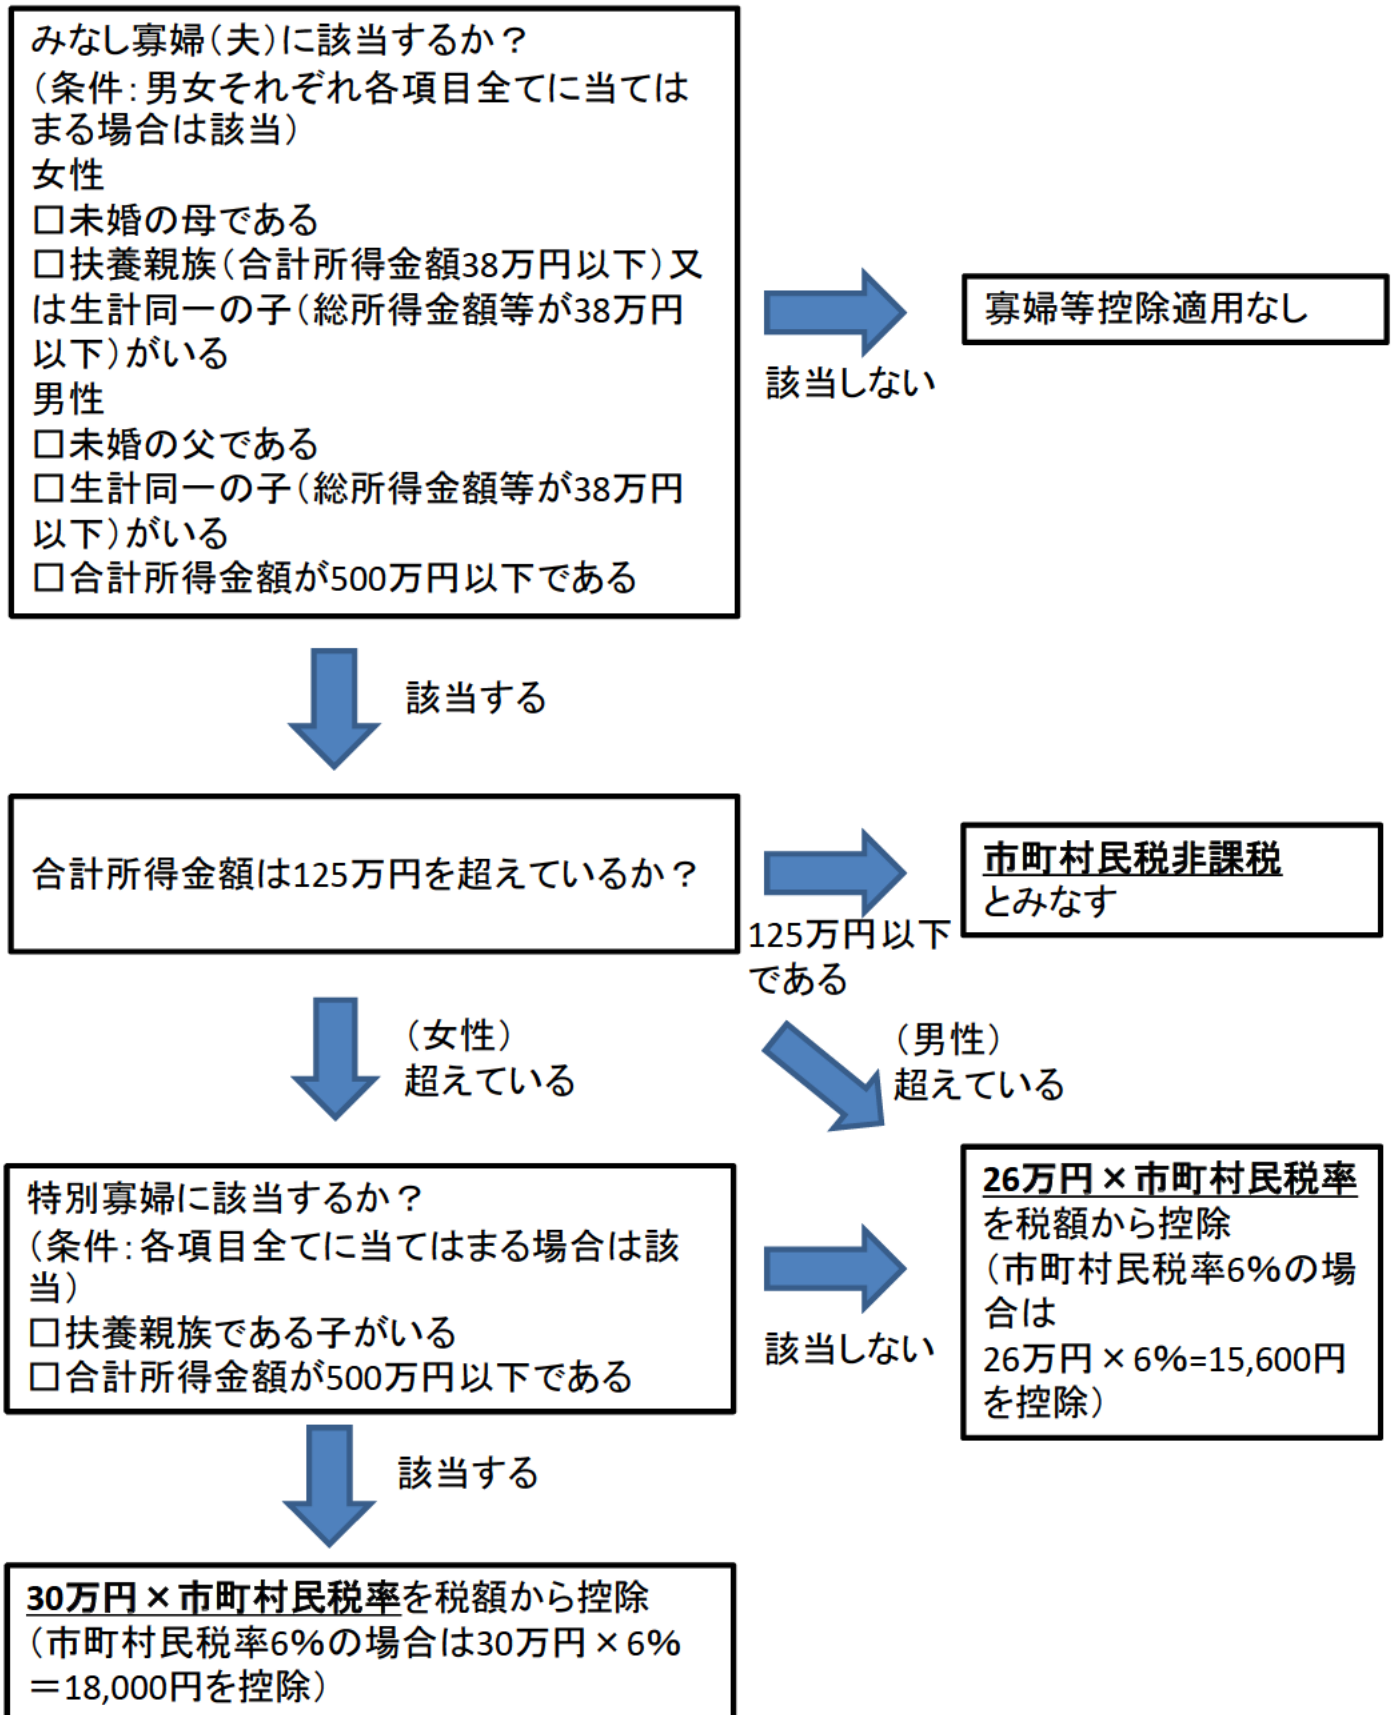 みなし寡婦(夫)に該当するか？
(条件：男女それぞれ各項目全てに当ては
まる場合は該当)
女性
□未婚の母である
□扶養親族(合計所得金額38万円以下)又
は生計同一の子(総所得金額等が38万円
以下)がいる
男性
□未婚の父である
□生計同一の子(総所得金額等が38万円
以下)がいる
□合計所得金額が500万円以下である
該当しない
寡婦等控除適用なし
該当する
合計所得金額は125万円を超えているか？
125万円以下
である
市町村民税非課税
とみなす
(女性)
超えている
(男性)
超えている
特別寡婦に該当するか？
(条件：各項目全てに当てはまる場合は該
当)
□扶養親族である子がいる
□合計所得金額が500万円以下である
該当しない
26万円×市町村民税率
を税額から控除
(市町村民税率6%の場
合は
26万円×6%=15,600円
を控除)
該当する
30万円×市町村民税率を税額から控除
(市町村民税率6%の場合は30万円×6%
＝18,000円を控除)